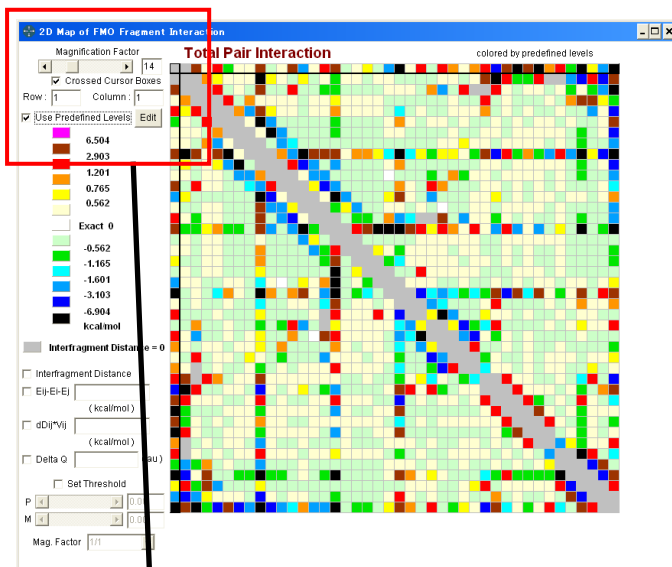 2D Map of FMO Fragment Interaction
Magnification Factor
14
Crossed Cursor Boxes
Row : 1 Column : 1
Use Predefined Levels Edit
Total Pair Interaction
colored by predefined levels
6.504
2.903
1.201
0.765
0.562
Exact 0
-0.562
-1.165
-1.601
-3.103
-6.904
kcal/mol
Interfragment Distance = 0
Interfragment Distance
Eij-Ei-Ej
( kcal/mol )
dDij*Vij
( kcal/mol )
Delta Q
Set Threshold
P
M
Mag. Factor 1/1